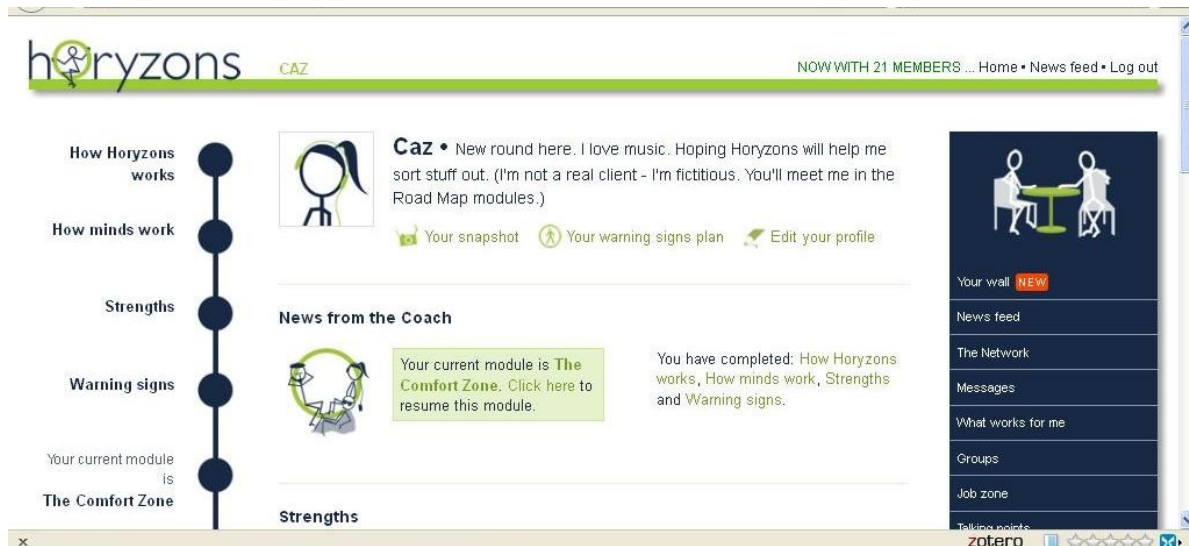 horyzons
CAZ
NOW WITH 21 MEMBERS ... Home • News feed • Log out
How Horyzons
works
How minds work
Strengths
Warning signs
Your current module
is
The Comfort Zone
Caz • New round here. I love music. Hoping Horyzons will help me
sort stuff out. (I'm not a real client - I'm fictitious. You'll meet me in the
Road Map modules.)
Your snapshot Your warning signs plan Edit your profile
News from the Coach
Your current module is The
Comfort Zone. Click here to
resume this module.
You have completed: How Horyzons
works, How minds work, Strengths
and Warning signs.
Strengths
Your wall NEW
News feed
The Network
Messages
What works for me
Groups
Job zone
Talking points
x
zotero